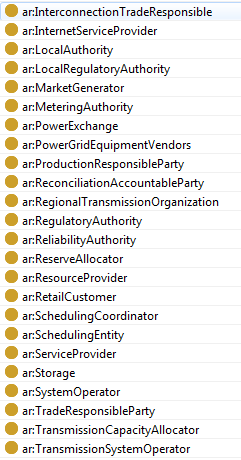 ar:InterconnectionTradeResponsible
ar:InternetServiceProvider
ar:LocalAuthority
ar:LocalRegulatoryAuthority
ar:MarketGenerator
ar:MeteringAuthority
ar:PowerExchange
ar:PowerGridEquipmentVendors
ar:ProductionResponsibleParty
ar:ReconciliationAccountableParty
ar:RegionalTransmissionOrganization
ar:RegulatoryAuthority
ar:ReliabilityAuthority
ar:ReserveAllocator
ar:ResourceProvider
ar:RetailCustomer
ar:SchedulingCoordinator
ar:SchedulingEntity
ar:ServiceProvider
ar:Storage
ar:SystemOperator
ar:TradeResponsibleParty
ar:TransmissionCapacityAllocator
ar:TransmissionSystemOperator